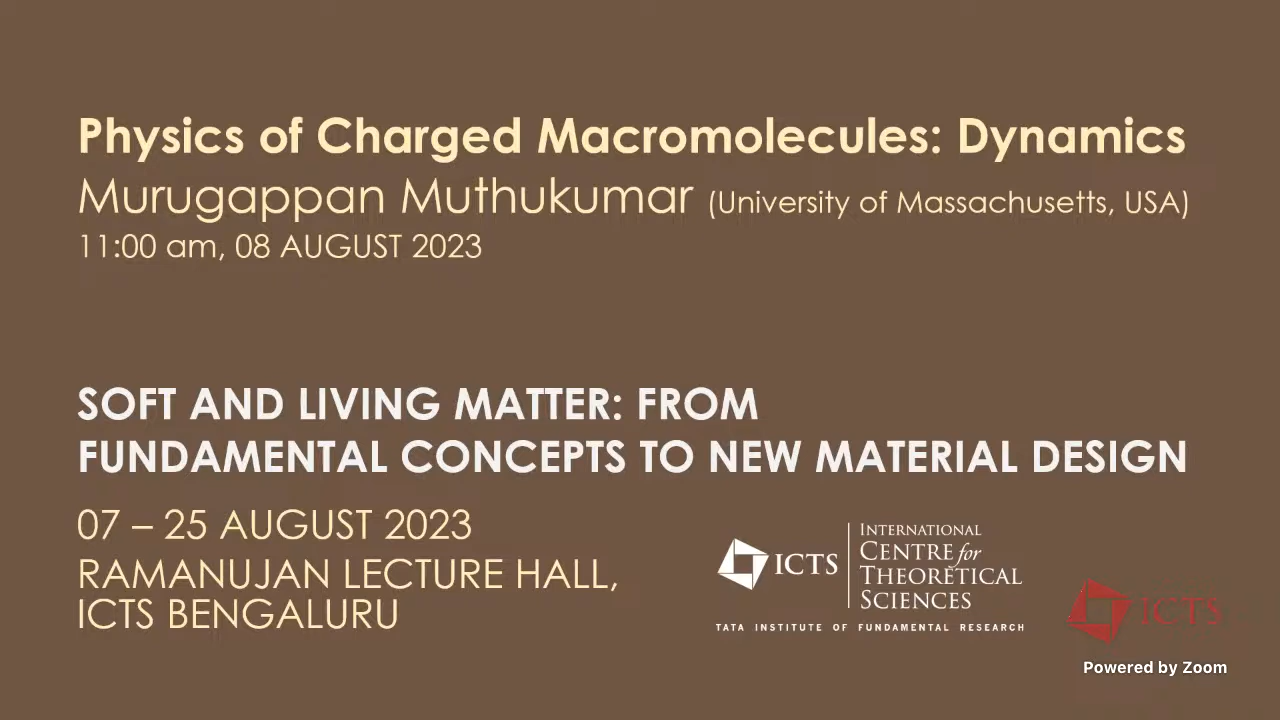 Physics of Charged Macromolecules: Dynamics
Murugappan Muthukumar (University of Massachusetts, USA)
11:00 am, 08 AUGUST 2023
SOFT AND LIVING MATTER: FROM
FUNDAMENTAL CONCEPTS TO NEW MATERIAL DESIGN
07 – 25 AUGUST 2023
RAMANUJAN LECTURE HALL,
ICTS BENGALURU
ICTS
INTERNATIONAL
CENTRE for
THEORETICAL
SCIENCES
TATA INSTITUTE OF FUNDAMENTAL RESEARCH
ICTS
Powered by Zoom